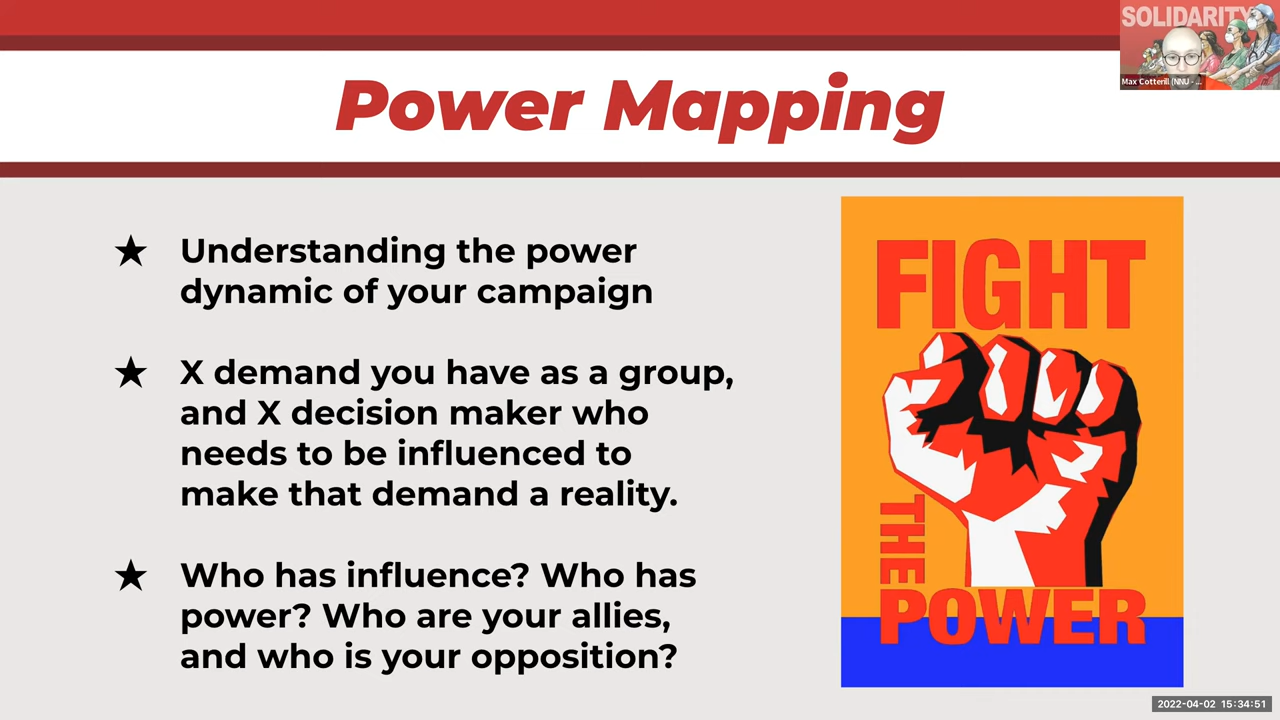 SOLIDARITY
Max Cotterill (NNU - ...
Power Mapping
★ Understanding the power
dynamic of your campaign
★ X demand you have as a group,
and X decision maker who
needs to be influenced to
make that demand a reality.
★ Who has influence? Who has
power? Who are your allies,
and who is your opposition?
FIGHT
THE
POWER
2022-04-02 15:34:51